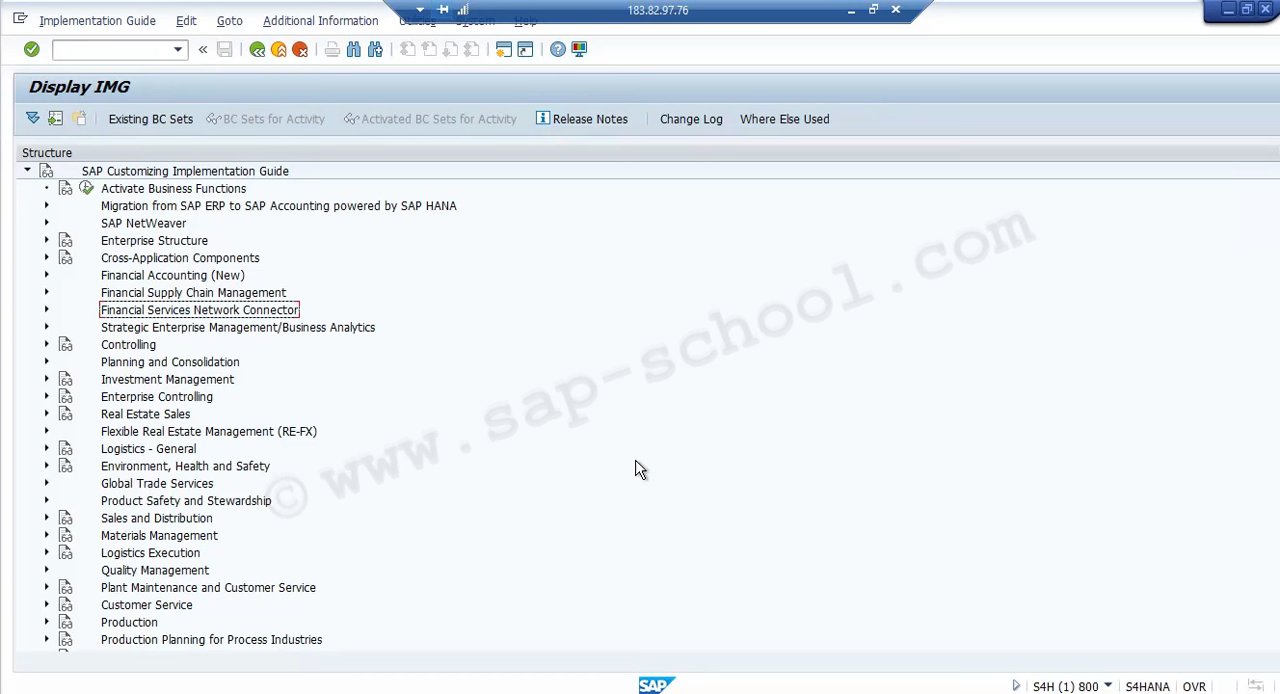 183.82.97.76
Implementation Guide Edit Goto Additional Information Utilities System Help
Display IMG
Existing BC Sets BC Sets for Activity Activated BC Sets for Activity Release Notes Change Log Where Else Used
Structure
SAP Customizing Implementation Guide
Activate Business Functions
Migration from SAP ERP to SAP Accounting powered by SAP HANA
SAP NetWeaver
Enterprise Structure
Cross-Application Components
Financial Accounting (New)
Financial Supply Chain Management
Financial Services Network Connector
Strategic Enterprise Management/Business Analytics
Controlling
Planning and Consolidation
Investment Management
Enterprise Controlling
Real Estate Sales
Flexible Real Estate Management (RE-FX)
Logistics - General
Environment, Health and Safety
Global Trade Services
Product Safety and Stewardship
Sales and Distribution
Materials Management
Logistics Execution
Quality Management
Plant Maintenance and Customer Service
Customer Service
Production
Production Planning for Process Industries
© www.sap-school.com
SAP
S4H (1) 800 S4HANA OVR